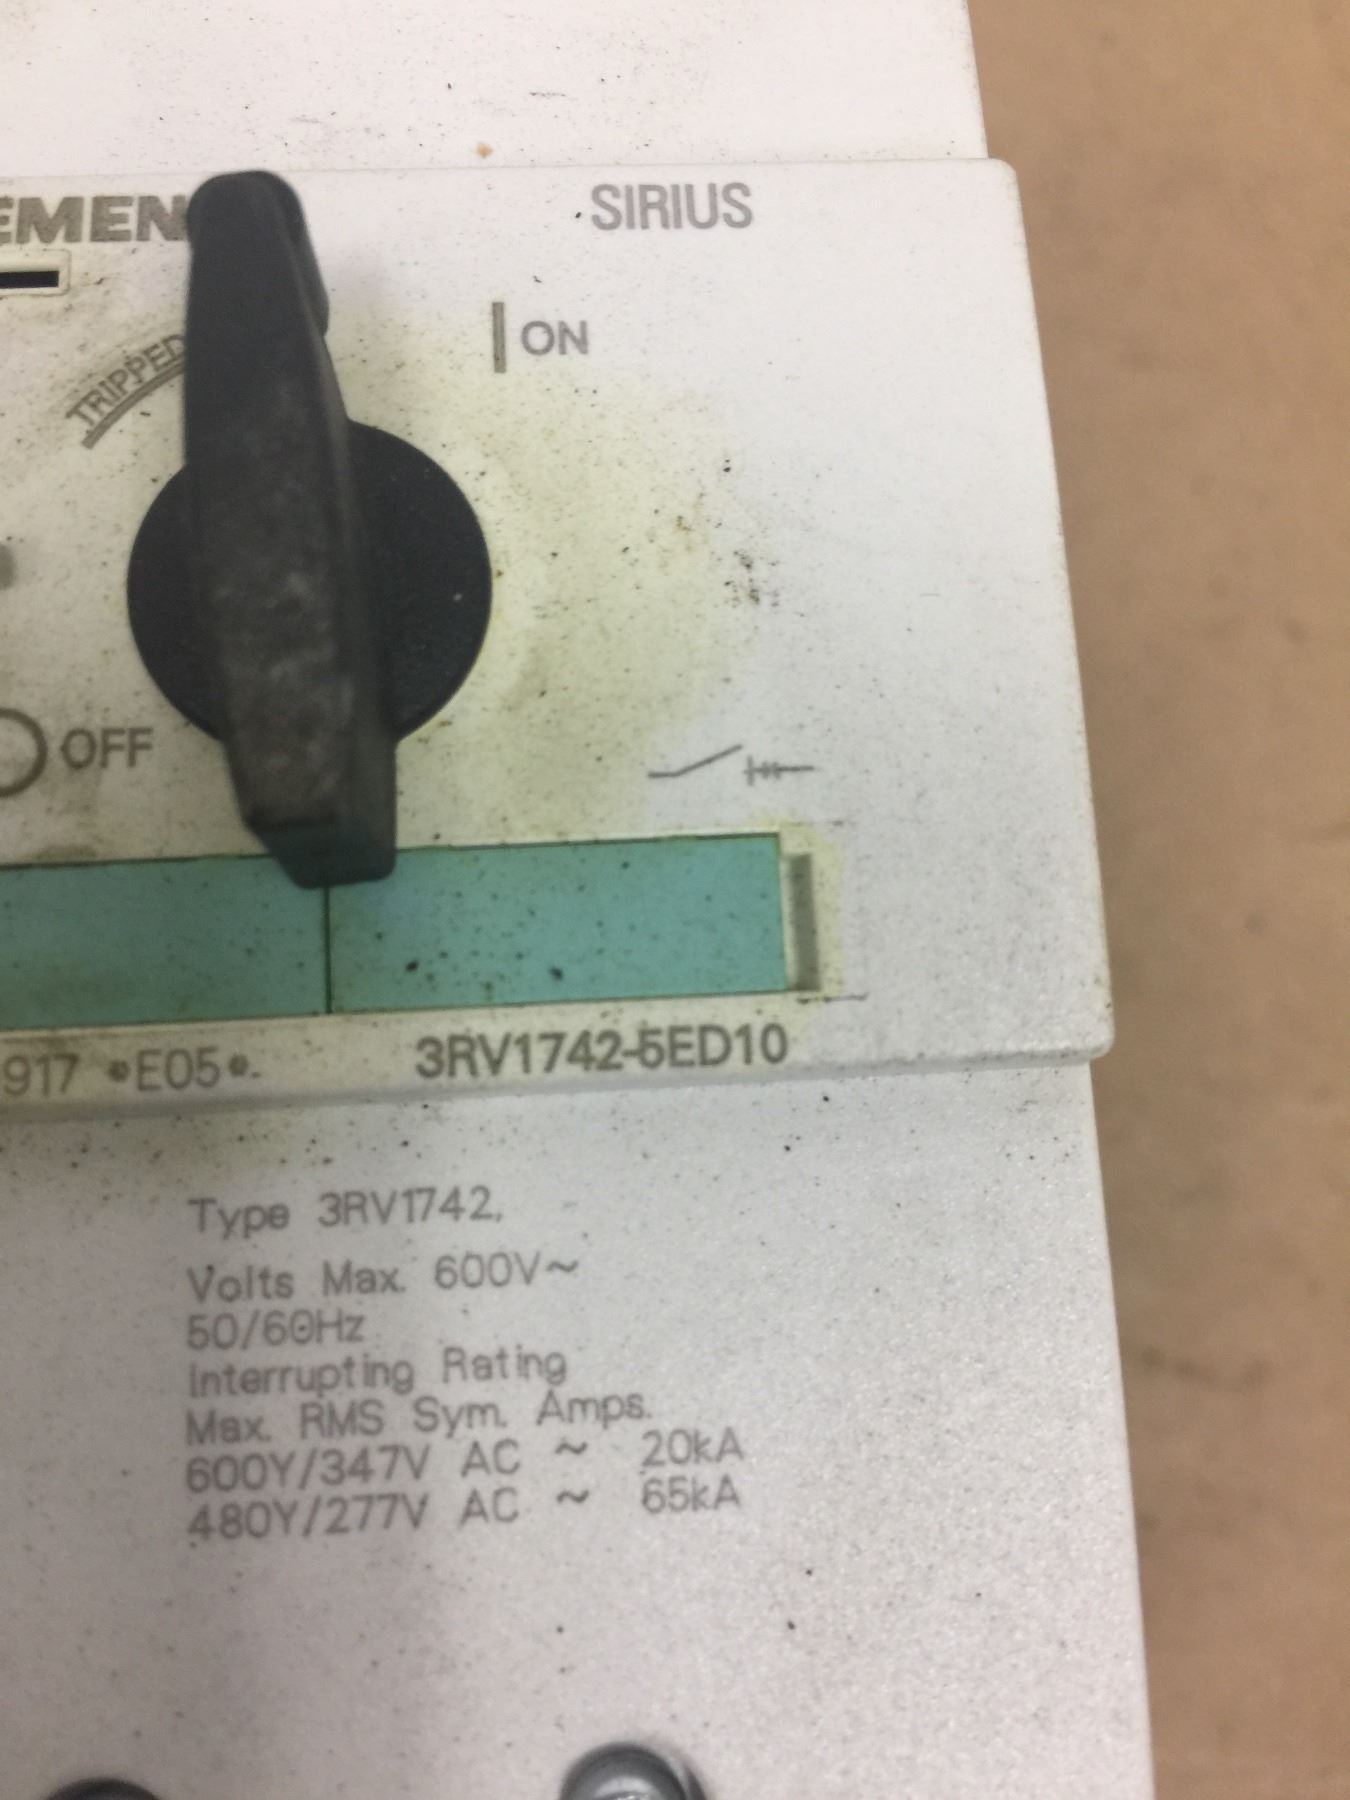 EMEN
SIRIUS
ON
TRIPPED
OFF
917 *E05*
3RV1742-5ED10
Type 3RV1742.
Volts Max. 600V~
50/60Hz
Interrupting Rating
Max. RMS Sym. Amps.
600Y/347V AC ~ 20kA
480Y/277V AC ~ 65kA